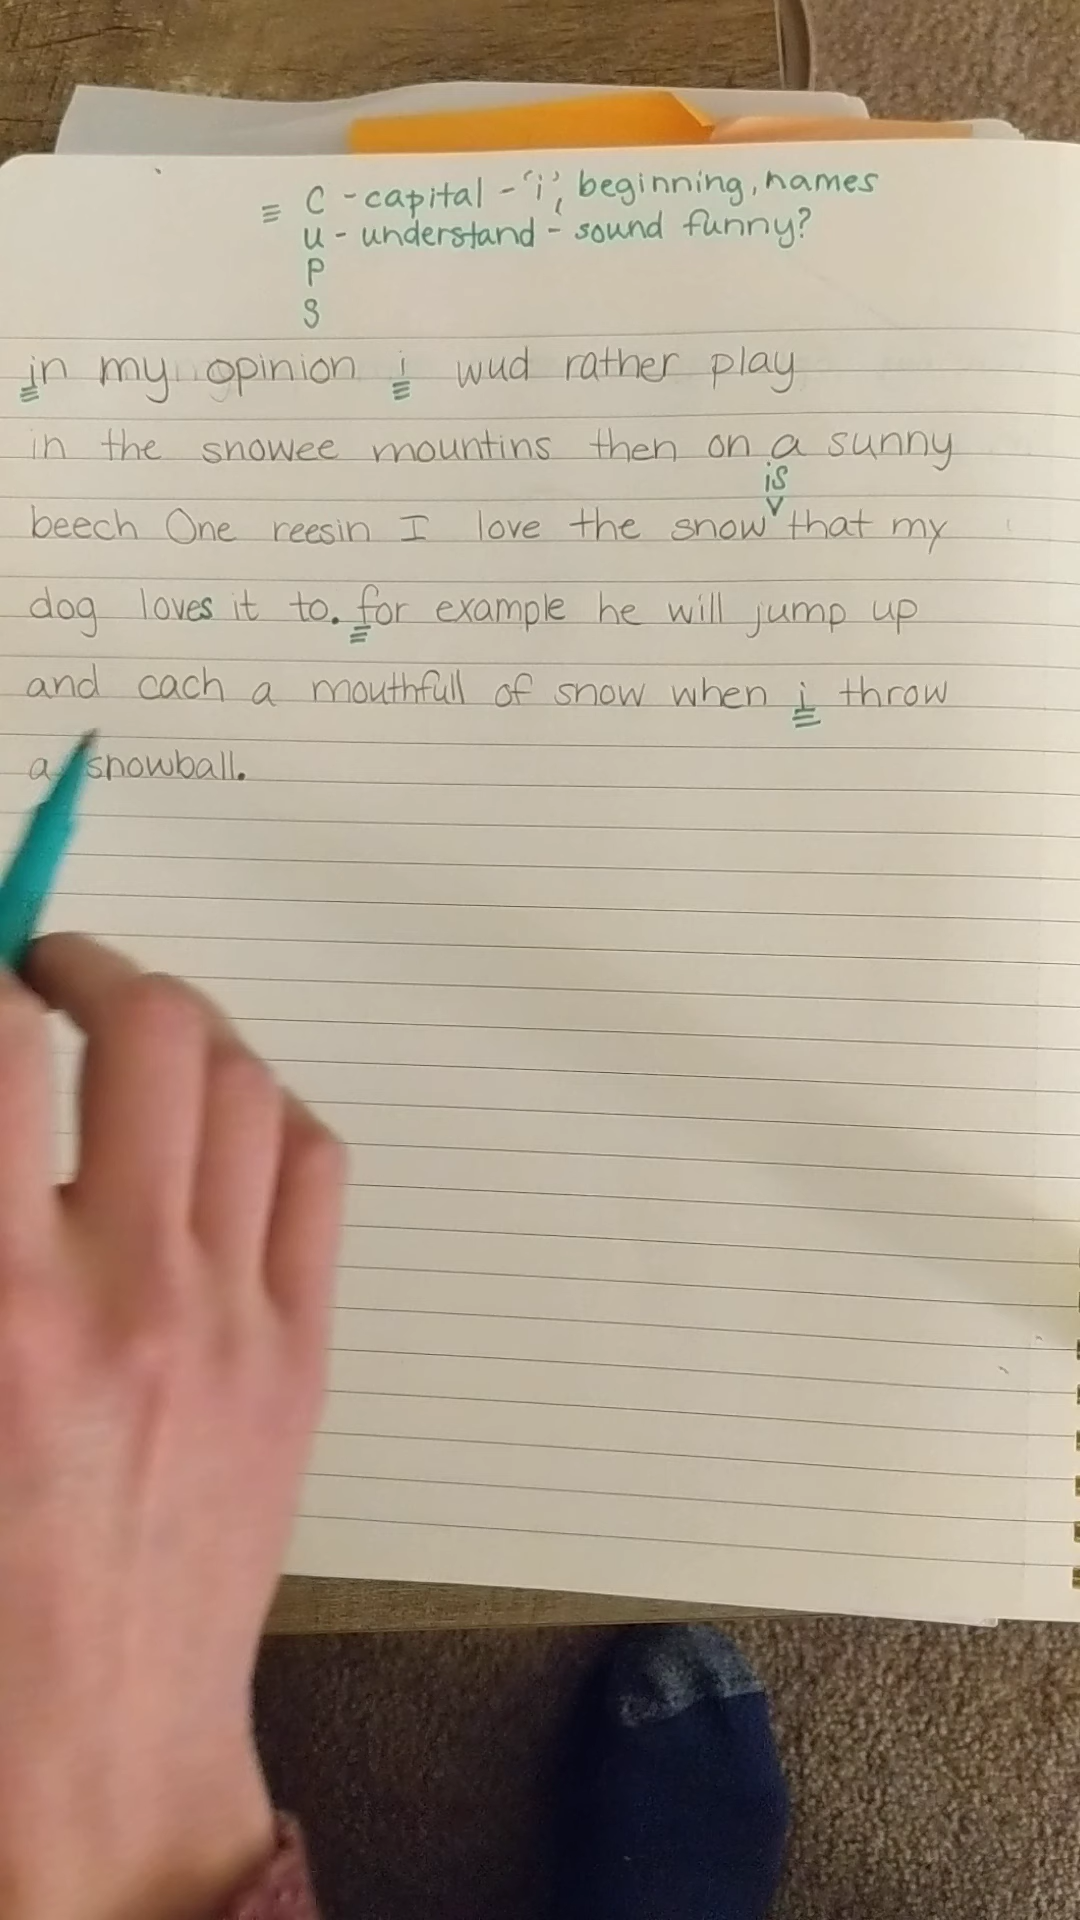 ≡ C - capital - 'i', beginning, names
U - understand - sound funny?
P
S
in my opinion i wud rather play
in the snowee mountins then on a sunny
is
beech One reesin I love the snow that my
dog loves it to. for example he will jump up
and cach a mouthfull of snow when i throw
a snowball.